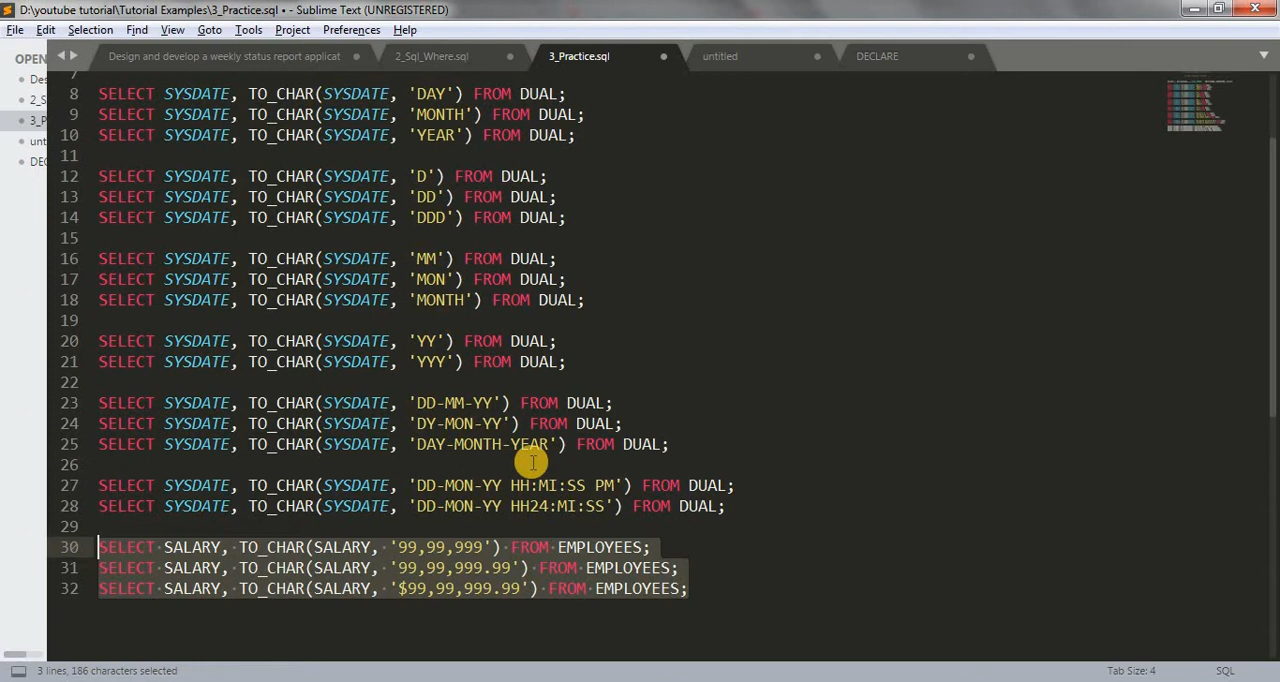 D:\youtube tutorial\Tutorial Examples\3_Practice.sql • - Sublime Text (UNREGISTERED)
File Edit Selection Find View Goto Tools Project Preferences Help
OPEN
Design and develop a weekly status report applicat
2_Sql_Where.sql
3_Practice.sql
untitled
DECLARE
Des
2_S
3_P
unt
DEC
7
8 SELECT SYSDATE, TO_CHAR(SYSDATE, 'DAY') FROM DUAL;
9 SELECT SYSDATE, TO_CHAR(SYSDATE, 'MONTH') FROM DUAL;
10 SELECT SYSDATE, TO_CHAR(SYSDATE, 'YEAR') FROM DUAL;
11
12 SELECT SYSDATE, TO_CHAR(SYSDATE, 'D') FROM DUAL;
13 SELECT SYSDATE, TO_CHAR(SYSDATE, 'DD') FROM DUAL;
14 SELECT SYSDATE, TO_CHAR(SYSDATE, 'DDD') FROM DUAL;
15
16 SELECT SYSDATE, TO_CHAR(SYSDATE, 'MM') FROM DUAL;
17 SELECT SYSDATE, TO_CHAR(SYSDATE, 'MON') FROM DUAL;
18 SELECT SYSDATE, TO_CHAR(SYSDATE, 'MONTH') FROM DUAL;
19
20 SELECT SYSDATE, TO_CHAR(SYSDATE, 'YY') FROM DUAL;
21 SELECT SYSDATE, TO_CHAR(SYSDATE, 'YYY') FROM DUAL;
22
23 SELECT SYSDATE, TO_CHAR(SYSDATE, 'DD-MM-YY') FROM DUAL;
24 SELECT SYSDATE, TO_CHAR(SYSDATE, 'DY-MON-YY') FROM DUAL;
25 SELECT SYSDATE, TO_CHAR(SYSDATE, 'DAY-MONTH-YEAR') FROM DUAL;
26
27 SELECT SYSDATE, TO_CHAR(SYSDATE, 'DD-MON-YY HH:MI:SS PM') FROM DUAL;
28 SELECT SYSDATE, TO_CHAR(SYSDATE, 'DD-MON-YY HH24:MI:SS') FROM DUAL;
29
30 SELECT SALARY, TO_CHAR(SALARY, '99,99,999') FROM EMPLOYEES;
31 SELECT SALARY, TO_CHAR(SALARY, '99,99,999.99') FROM EMPLOYEES;
32 SELECT SALARY, TO_CHAR(SALARY, '$99,99,999.99') FROM EMPLOYEES;
3 lines, 186 characters selected
Tab Size: 4
SQL